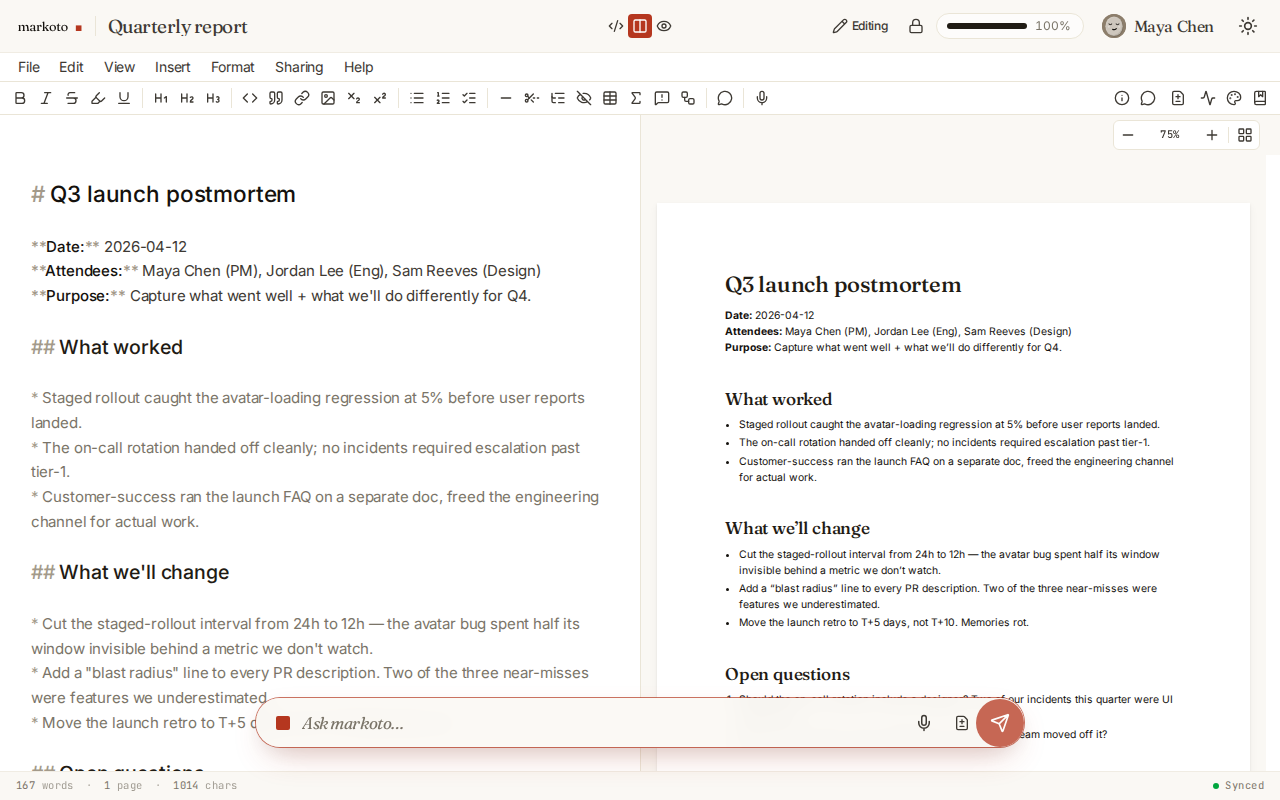 markoto
Quarterly report
Editing
100%
Maya Chen
File Edit View Insert Format Sharing Help
H1 H2 H3
75%
# Q3 launch postmortem
**Date:** 2026-04-12
**Attendees:** Maya Chen (PM), Jordan Lee (Eng), Sam Reeves (Design)
**Purpose:** Capture what went well + what we'll do differently for Q4.
## What worked
* Staged rollout caught the avatar-loading regression at 5% before user reports
landed.
* The on-call rotation handed off cleanly; no incidents required escalation past
tier-1.
* Customer-success ran the launch FAQ on a separate doc, freed the engineering
channel for actual work.
## What we'll change
* Cut the staged-rollout interval from 24h to 12h — the avatar bug spent half its
window invisible behind a metric we don't watch.
* Add a "blast radius" line to every PR description. Two of the three near-misses
were features we underestimated.
* Move the launch retro to T+5
## Open questions
Q3 launch postmortem
Date: 2026-04-12
Attendees: Maya Chen (PM), Jordan Lee (Eng), Sam Reeves (Design)
Purpose: Capture what went well + what we'll do differently for Q4.
What worked
• Staged rollout caught the avatar-loading regression at 5% before user reports landed.
• The on-call rotation handed off cleanly; no incidents required escalation past tier-1.
• Customer-success ran the launch FAQ on a separate doc, freed the engineering channel
for actual work.
What we’ll change
• Cut the staged-rollout interval from 24h to 12h — the avatar bug spent half its window
invisible behind a metric we don’t watch.
• Add a “blast radius” line to every PR description. Two of the three near-misses were
features we underestimated.
• Move the launch retro to T+5 days, not T+10. Memories rot.
Open questions
our incidents this quarter were UI
moved off it?
Ask markoto...
167 words · 1 page · 1014 chars
Synced